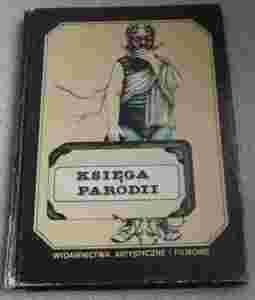 KSIĘGA
PARODII
WYDAWNICTWA ARTYSTYCZNE I FILMOWE